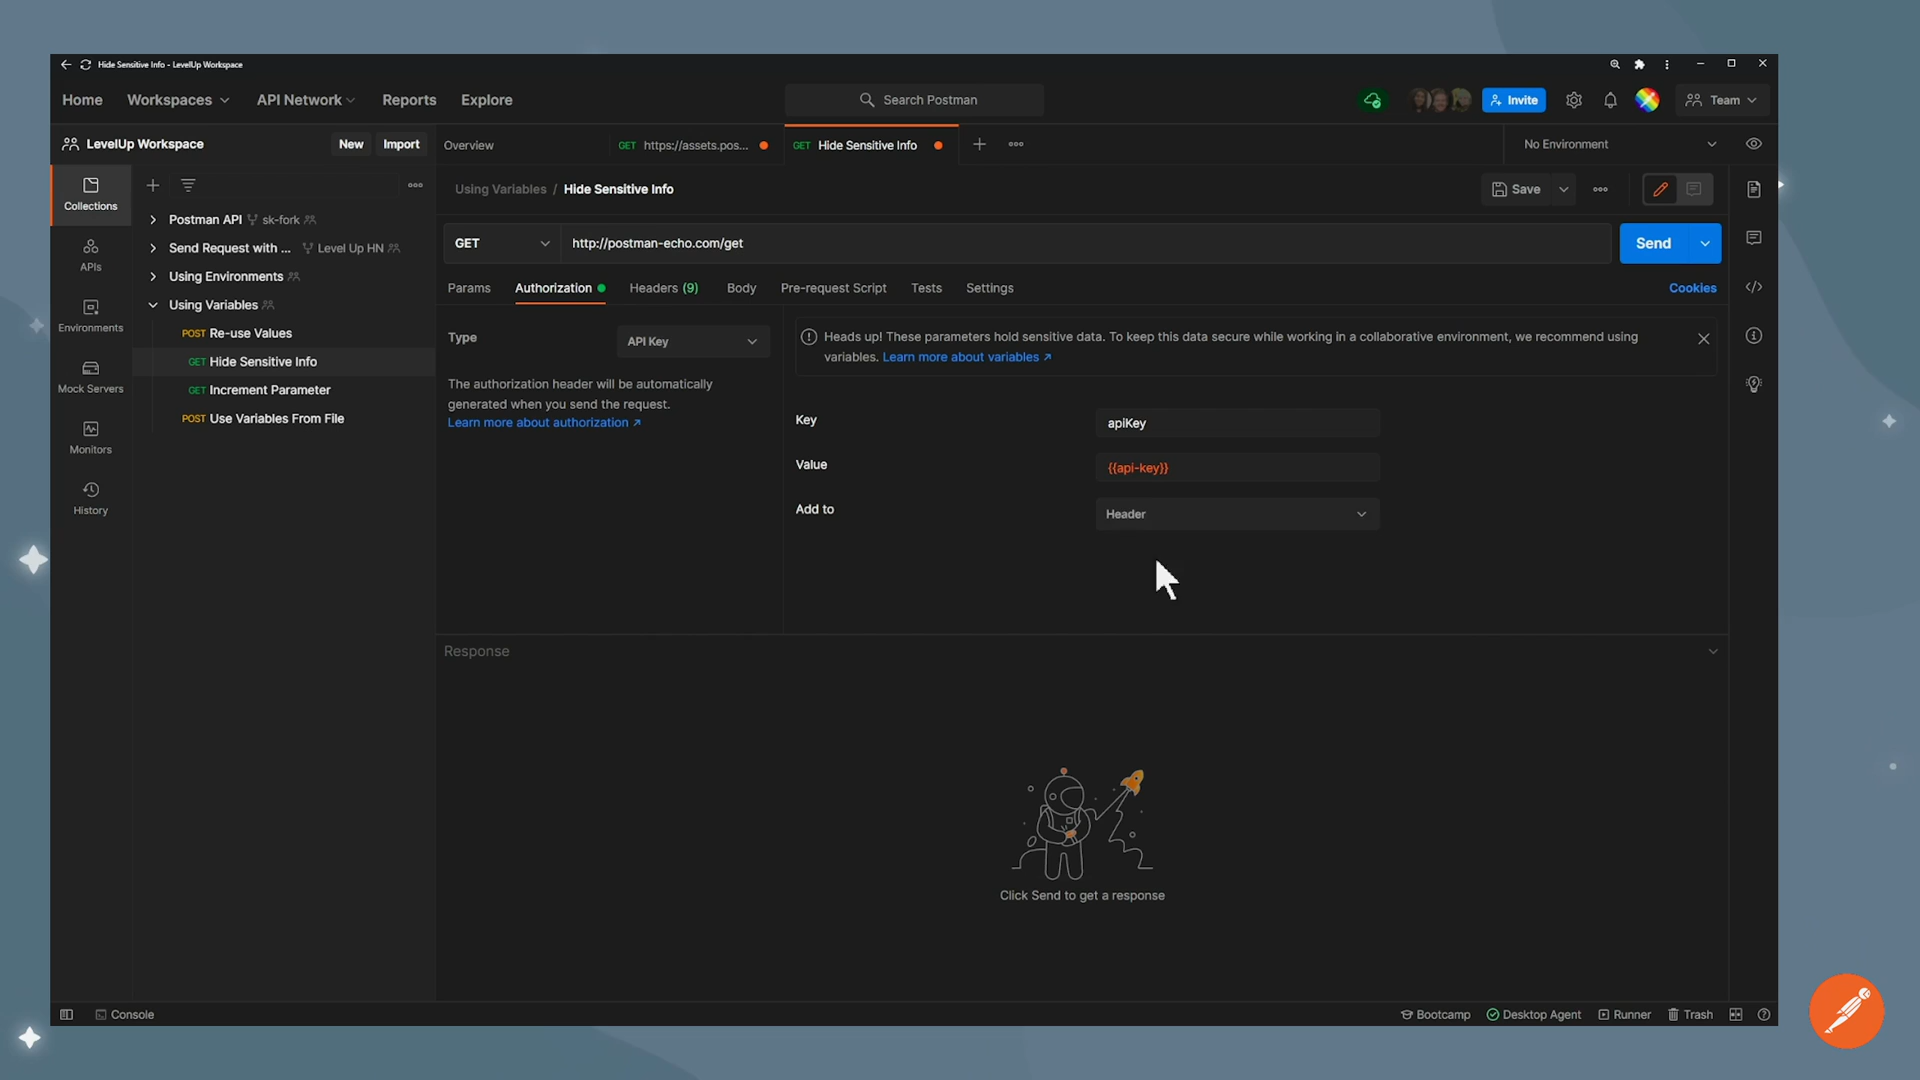 Hide Sensitive Info - LevelUp Workspace
Home Workspaces API Network Reports Explore Search Postman Invite Team
LevelUp Workspace New Import
Overview GET https://assets.pos... GET Hide Sensitive Info No Environment
Collections
APIs
Environments
Mock Servers
Monitors
History
Postman API sk-fork
Send Request with ... Level Up HN
Using Environments
Using Variables
POST Re-use Values
GET Hide Sensitive Info
GET Increment Parameter
POST Use Variables From File
Using Variables / Hide Sensitive Info Save
GET http://postman-echo.com/get Send
Params Authorization Headers (9) Body Pre-request Script Tests Settings Cookies
Type API Key
The authorization header will be automatically
generated when you send the request.
Learn more about authorization ↗
Heads up! These parameters hold sensitive data. To keep this data secure while working in a collaborative environment, we recommend using
variables. Learn more about variables ↗
Key apiKey
Value {{api-key}}
Add to Header
Response
Click Send to get a response
Console Bootcamp Desktop Agent Runner Trash